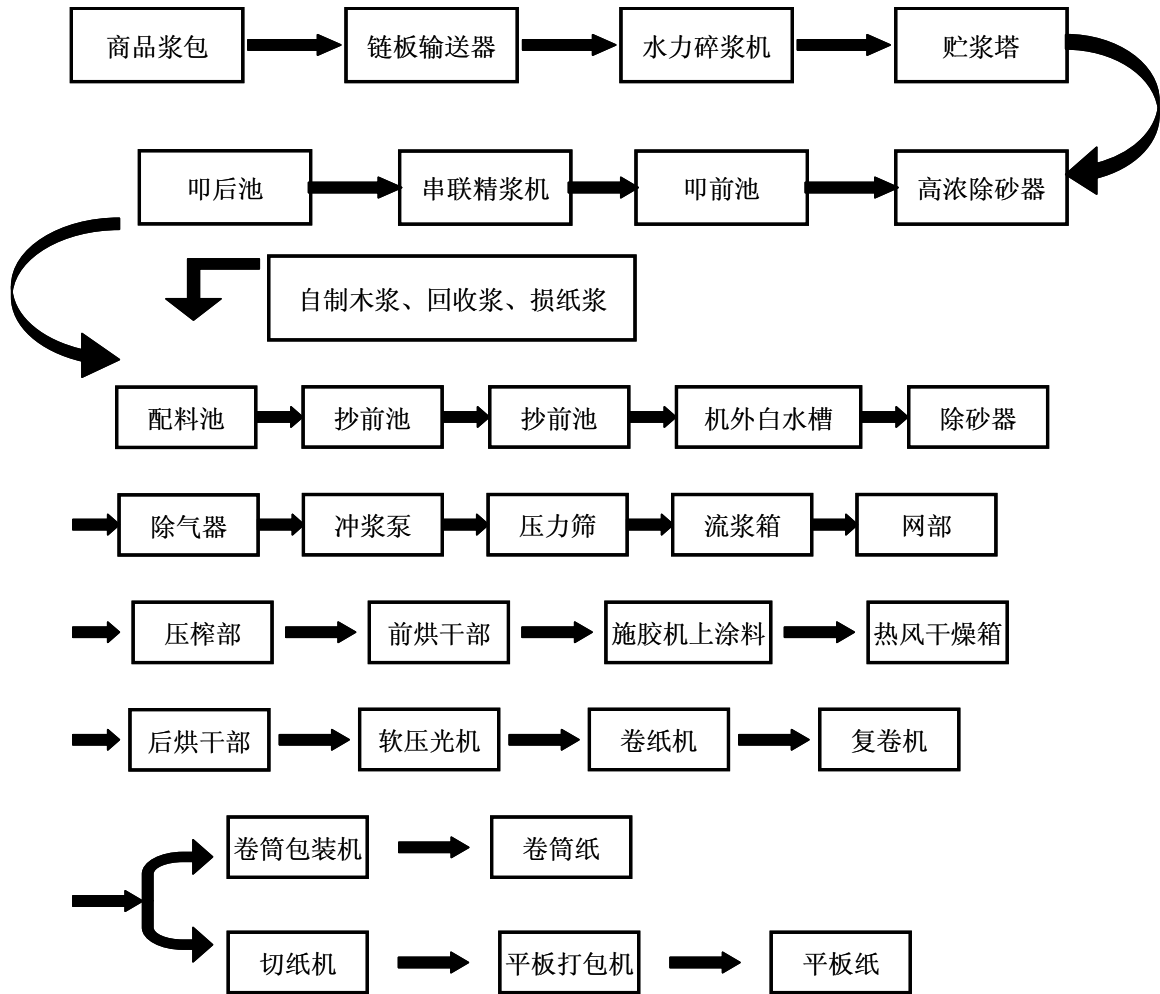 商品浆包 链板输送器 水力碎浆机 贮浆塔
叩后池 串联精浆机 叩前池 高浓除砂器
自制木浆、回收浆、损纸浆
配料池 抄前池 抄前池 机外白水槽 除砂器
除气器 冲浆泵 压力筛 流浆箱 网部
压榨部 前烘干部 施胶机上涂料 热风干燥箱
后烘干部 软压光机 卷纸机 复卷机
卷筒包装机 卷筒纸
切纸机 平板打包机 平板纸